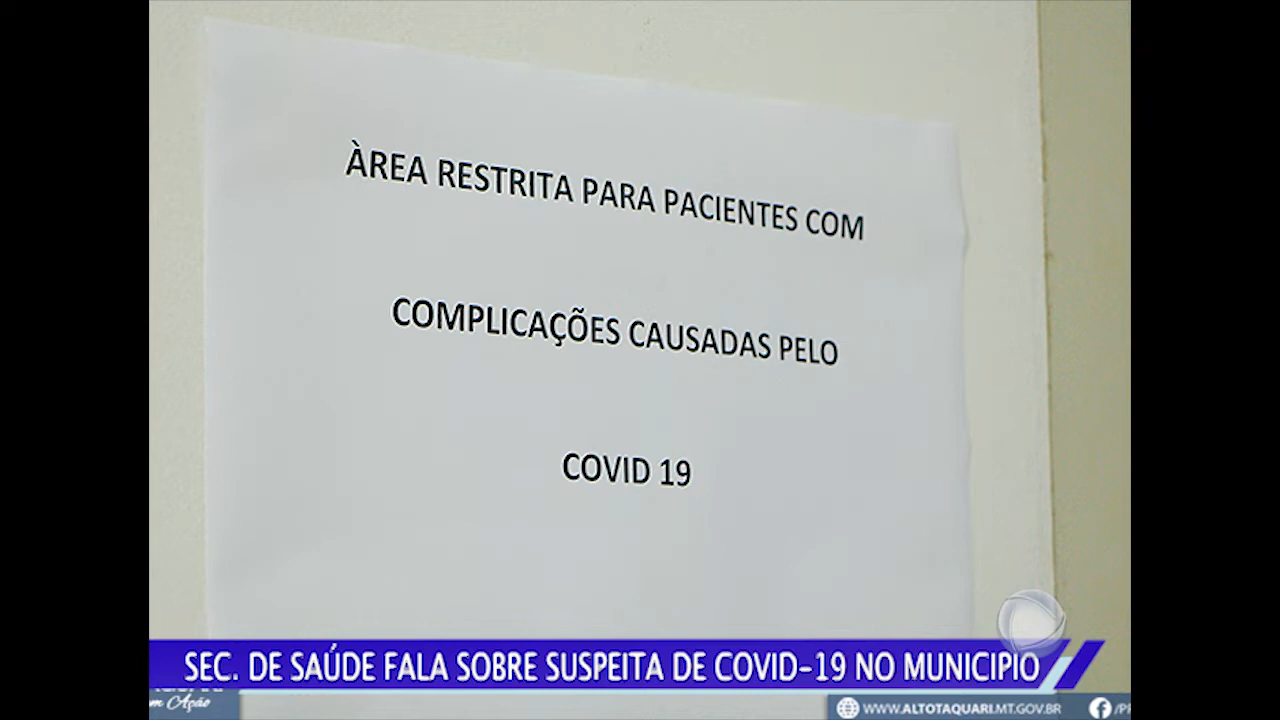 ÀREA RESTRITA PARA PACIENTES COM
COMPLICAÇÕES CAUSADAS PELO
COVID 19
SEC. DE SAÚDE FALA SOBRE SUSPEITA DE COVID-19 NO MUNICIPIO
Ação
WWW.ALTOTAQUARI.MT.GOV.BR